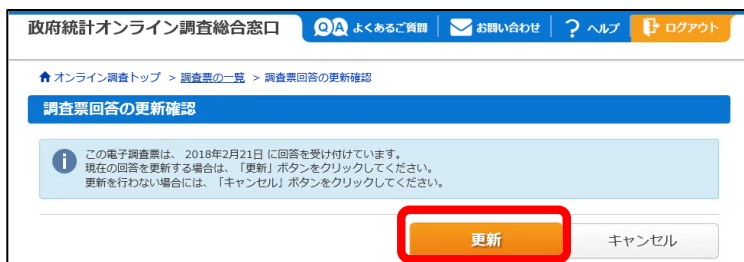 政府統計オンライン調査総合窓口 Q A よくあるご質問 お問い合わせ ? ヘルプ ログアウト
オンライン調査トップ > 調査票の一覧 > 調査票回答の更新確認
調査票回答の更新確認
i この電子調査票は、 2018年2月21日 に回答を受け付けています。
現在の回答を更新する場合は、「更新」ボタンをクリックしてください。
更新を行わない場合には、「キャンセル」ボタンをクリックしてください。
更新 キャンセル